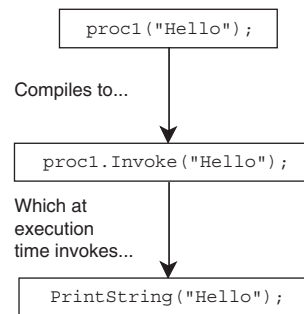 proc1("Hello");
Compiles to...
proc1.Invoke("Hello");
Which at
execution
time invokes...
PrintString("Hello");